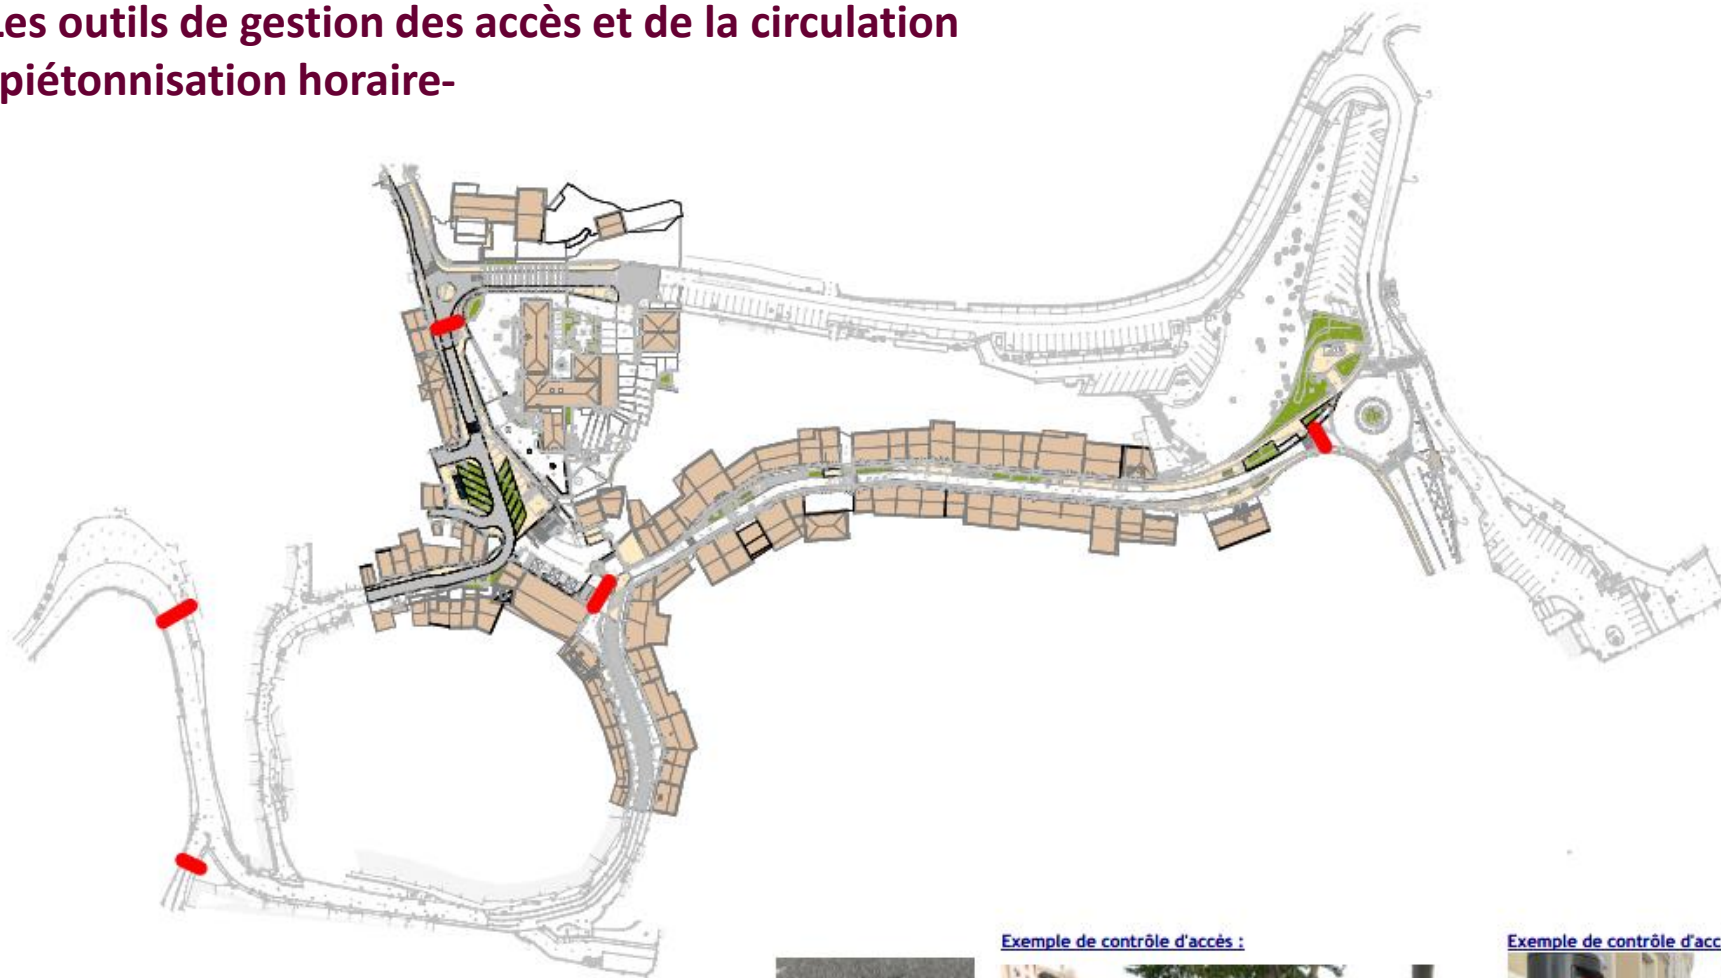 Les outils de gestion des accès et de la circulation
piétonnisation horaire-
Exemple de contrôle d'accès :
Exemple de contrôle d'acc